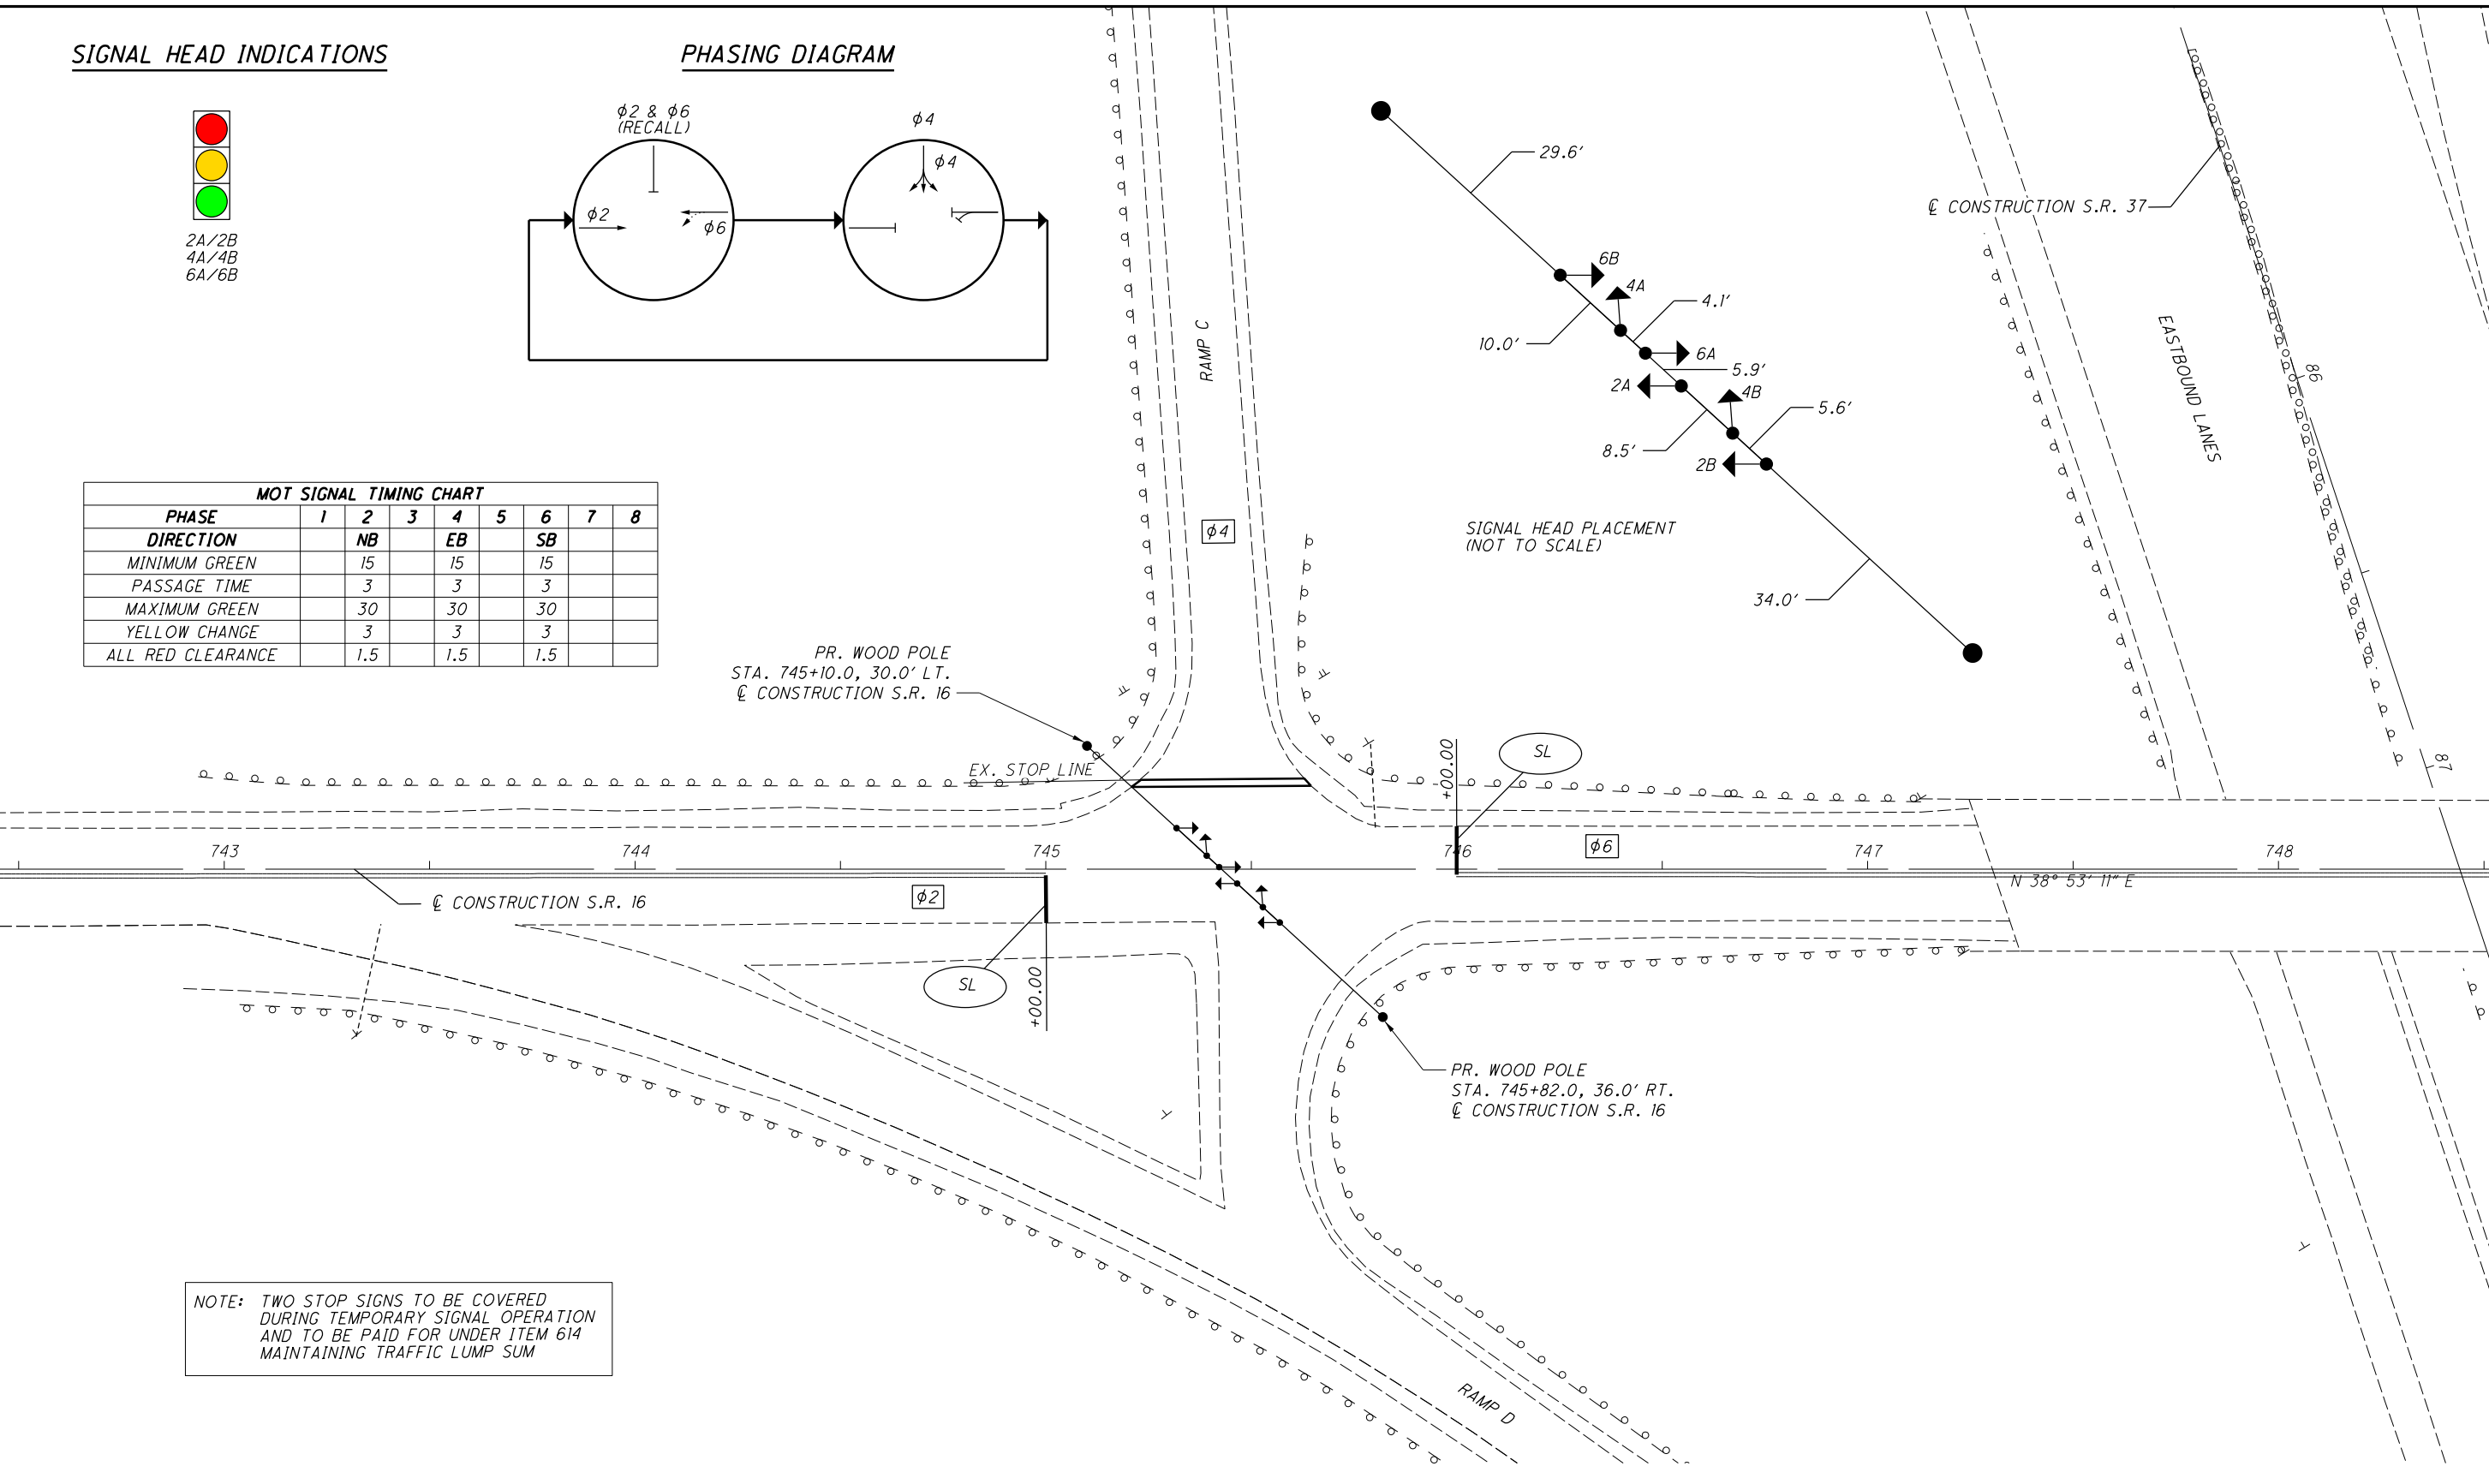 SIGNAL HEAD INDICATIONS
2A/2B
4A/4B
6A/6B
PHASING DIAGRAM
ϕ2 & ϕ6
(RECALL)
ϕ2
ϕ6
ϕ4
ϕ4
MOT SIGNAL TIMING CHART
PHASE 1 2 3 4 5 6 7 8
DIRECTION NB EB SB
MINIMUM GREEN 15 15 15
PASSAGE TIME 3 3 3
MAXIMUM GREEN 30 30 30
YELLOW CHANGE 3 3 3
ALL RED CLEARANCE 1.5 1.5 1.5
RAMP C
ϕ4
29.6'
6B
4A
4.1'
10.0'
6A
5.9'
2A
4B
5.6'
8.5'
2B
34.0'
SIGNAL HEAD PLACEMENT
(NOT TO SCALE)
℄ CONSTRUCTION S.R. 37
EASTBOUND LANES
86
87
PR. WOOD POLE
STA. 745+10.0, 30.0' LT.
℄ CONSTRUCTION S.R. 16
EX. STOP LINE
+00.00
SL
743
744
745
746
ϕ6
747
748
N 38° 53' 11" E
℄ CONSTRUCTION S.R. 16
ϕ2
SL
+00.00
PR. WOOD POLE
STA. 745+82.0, 36.0' RT.
℄ CONSTRUCTION S.R. 16
RAMP D
NOTE: TWO STOP SIGNS TO BE COVERED
DURING TEMPORARY SIGNAL OPERATION
AND TO BE PAID FOR UNDER ITEM 614
MAINTAINING TRAFFIC LUMP SUM